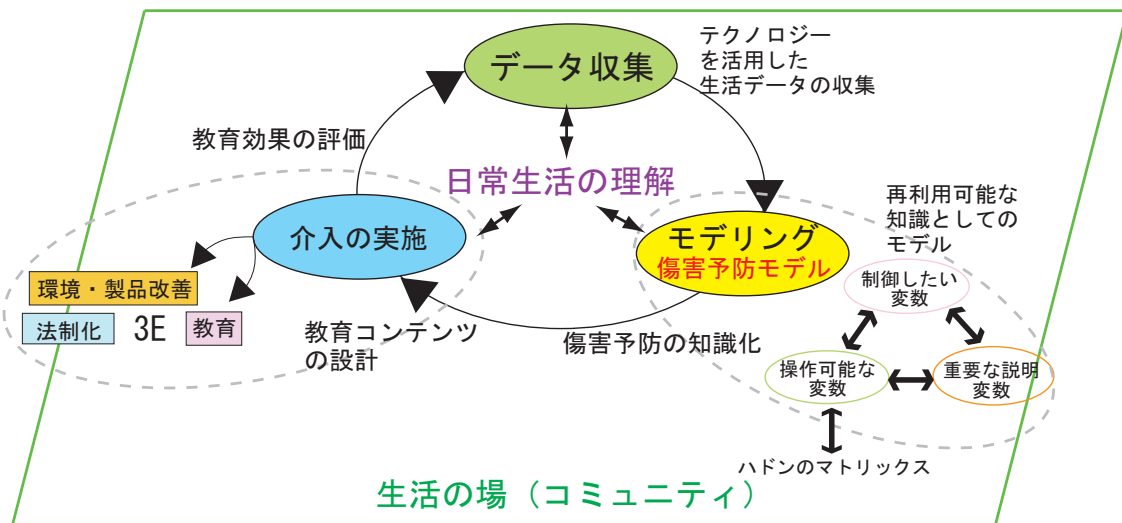 データ収集
テクノロジー
を活用した
生活データの収集
教育効果の評価
日常生活の理解
再利用可能な
知識としての
モデル
介入の実施
モデリング
傷害予防モデル
制御したい
変数
環境・製品改善
法制化
3E
教育
教育コンテンツ
の設計
傷害予防の知識化
操作可能な
変数
重要な説明
変数
ハドンのマトリックス
生活の場（コミュニティ）